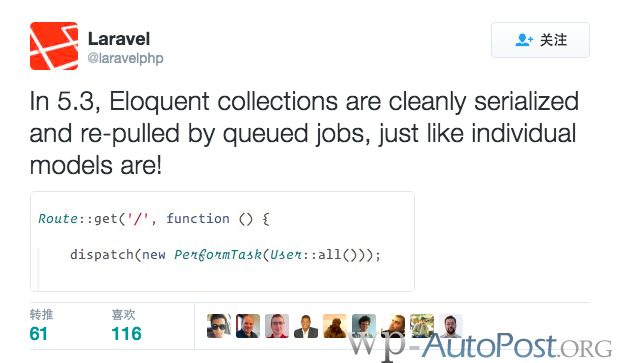 Laravel
@laravelphp
关注
In 5.3, Eloquent collections are cleanly serialized
and re-pulled by queued jobs, just like individual
models are!
Route::get('/', function () {
dispatch(new PerformTask(User::all()));
转推 喜欢
61 116
wp-AutoPost.ORG